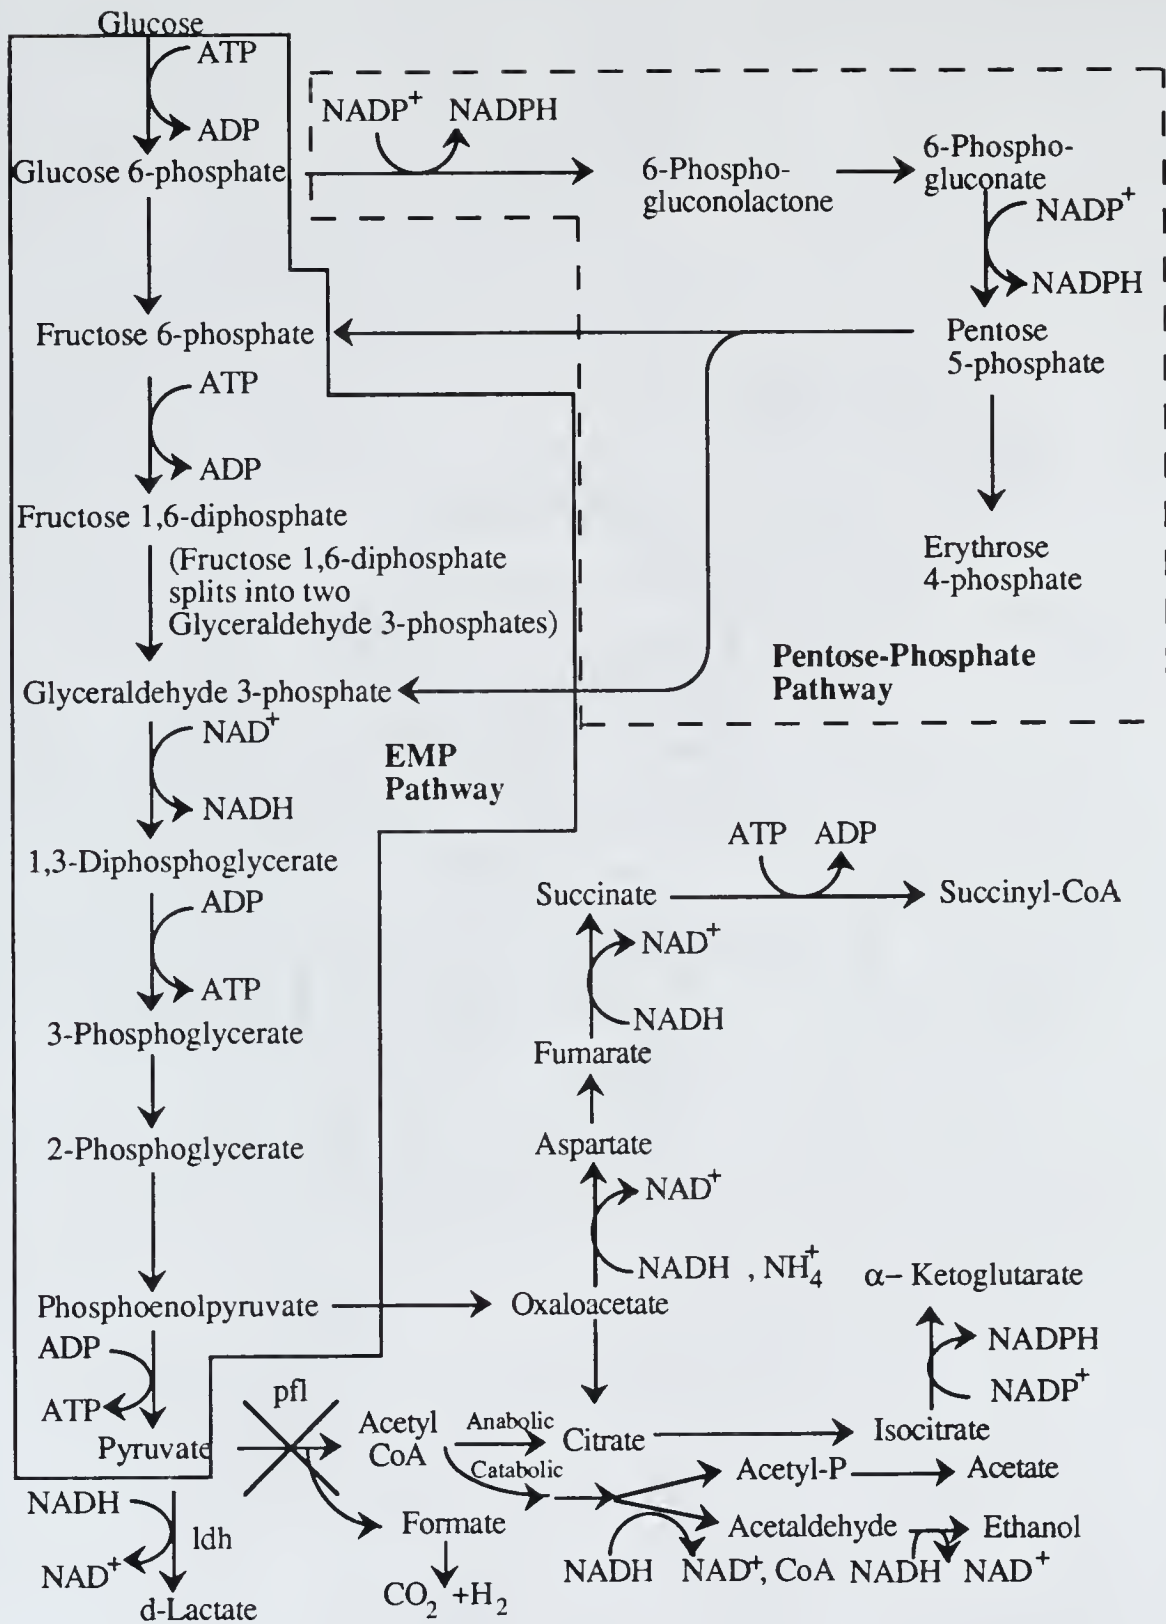 Glucose
ATP
ADP
Glucose 6-phosphate
NADP+ NADPH
6-Phospho-
gluconolactone
6-Phospho-
gluconate
NADP+
NADPH
Fructose 6-phosphate
Pentose
5-phosphate
ATP
ADP
Fructose 1,6-diphosphate
(Fructose 1,6-diphosphate
splits into two
Glyceraldehyde 3-phosphates)
Erythrose
4-phosphate
Pentose-Phosphate
Pathway
Glyceraldehyde 3-phosphate
NAD+
NADH
EMP
Pathway
1,3-Diphosphoglycerate
ADP
ATP
ATP ADP
Succinate
Succinyl-CoA
NAD+
NADH
3-Phosphoglycerate
Fumarate
2-Phosphoglycerate
Aspartate
NAD+
NADH , NH4+
α– Ketoglutarate
Phosphoenolpyruvate
Oxaloacetate
ADP
ATP
NADPH
NADP+
pfl
Pyruvate
Acetyl
CoA
Anabolic
Citrate
Isocitrate
Catabolic
Acetyl-P
Acetate
NADH
NAD+
ldh
d-Lactate
Formate
CO2 +H2
Acetaldehyde
Ethanol
NADH NAD+, CoA NADH NAD+